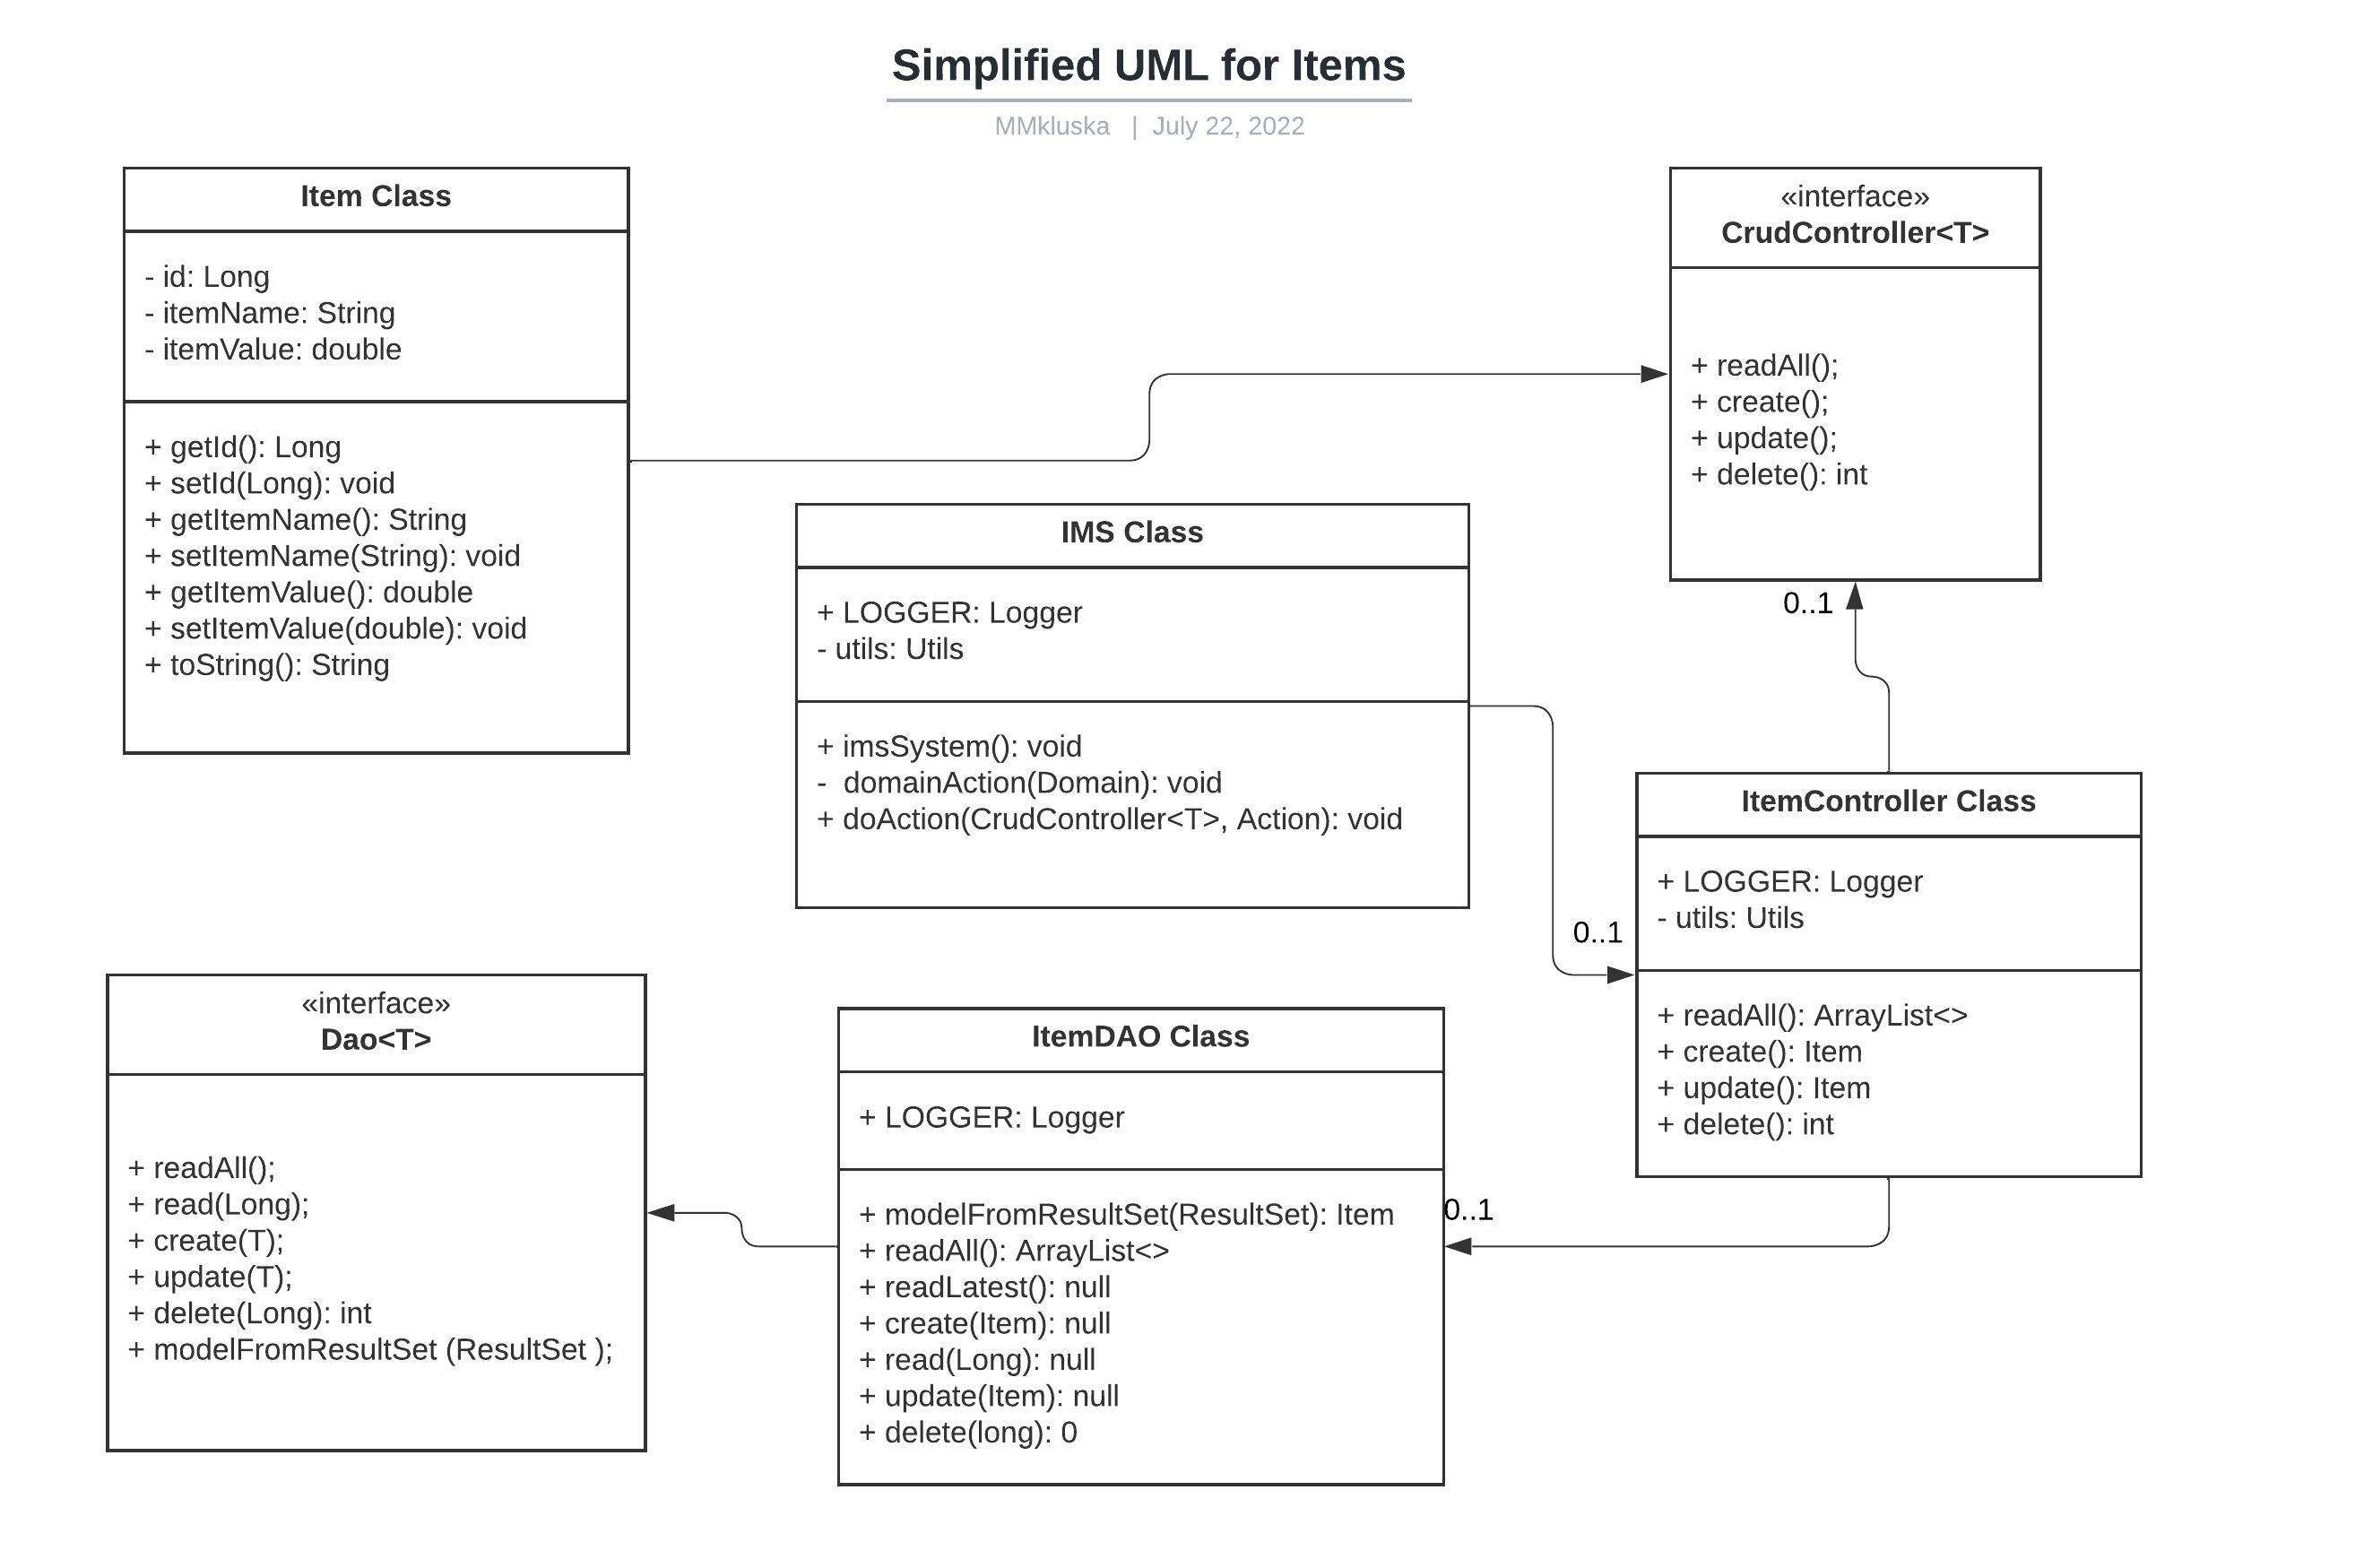 Simplified UML for Items
MMkluska | July 22, 2022
Item Class
- id: Long
- itemName: String
- itemValue: double
+ getId(): Long
+ setId(Long): void
+ getItemName(): String
+ setItemName(String): void
+ getItemValue(): double
+ setItemValue(double): void
+ toString(): String
«interface»
CrudController<T>
+ readAll();
+ create();
+ update();
+ delete(): int
0..1
IMS Class
+ LOGGER: Logger
- utils: Utils
+ imsSystem(): void
-  domainAction(Domain): void
+ doAction(CrudController<T>, Action): void
0..1
ItemController Class
+ LOGGER: Logger
- utils: Utils
+ readAll(): ArrayList<>
+ create(): Item
+ update(): Item
+ delete(): int
«interface»
Dao<T>
+ readAll();
+ read(Long);
+ create(T);
+ update(T);
+ delete(Long): int
+ modelFromResultSet (ResultSet );
ItemDAO Class
+ LOGGER: Logger
+ modelFromResultSet(ResultSet): Item
+ readAll(): ArrayList<>
+ readLatest(): null
+ create(Item): null
+ read(Long): null
+ update(Item): null
+ delete(long): 0
0..1